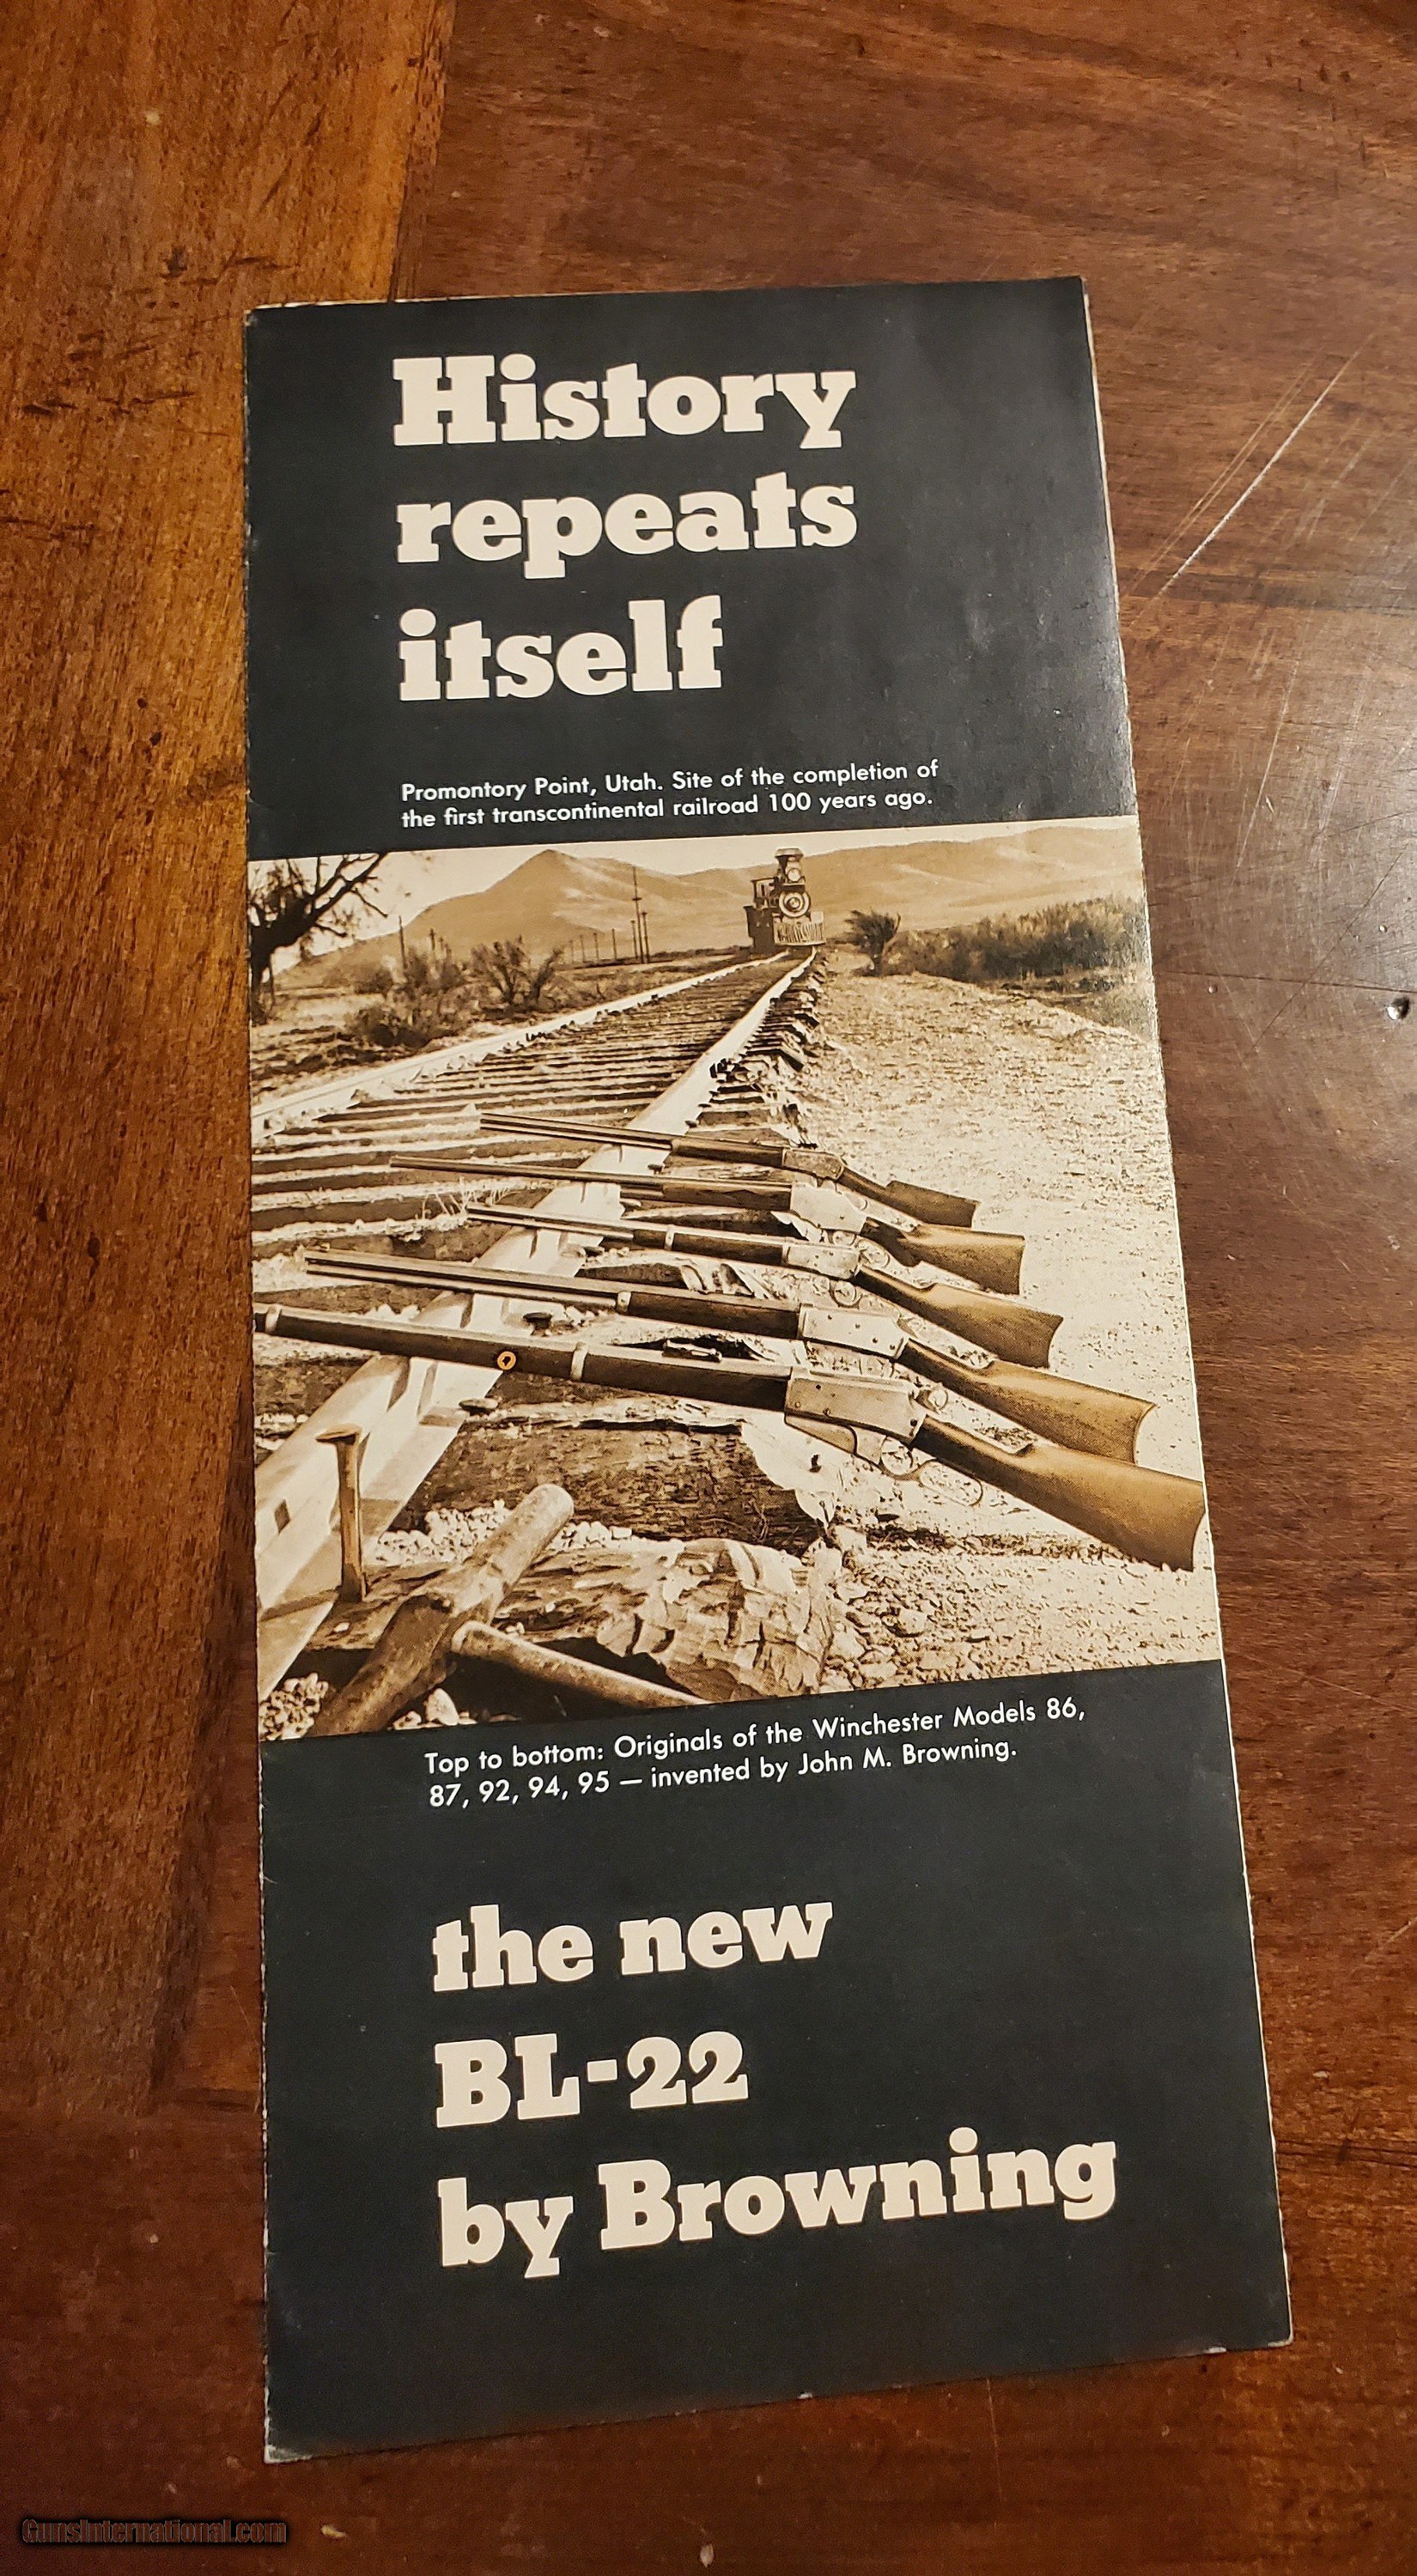 History
repeats
itself
Promontory Point, Utah. Site of the completion of
the first transcontinental railroad 100 years ago.
Top to bottom: Originals of the Winchester Models 86,
87, 92, 94, 95 — invented by John M. Browning.
the new
BL-22
by Browning
GunsInternational.com